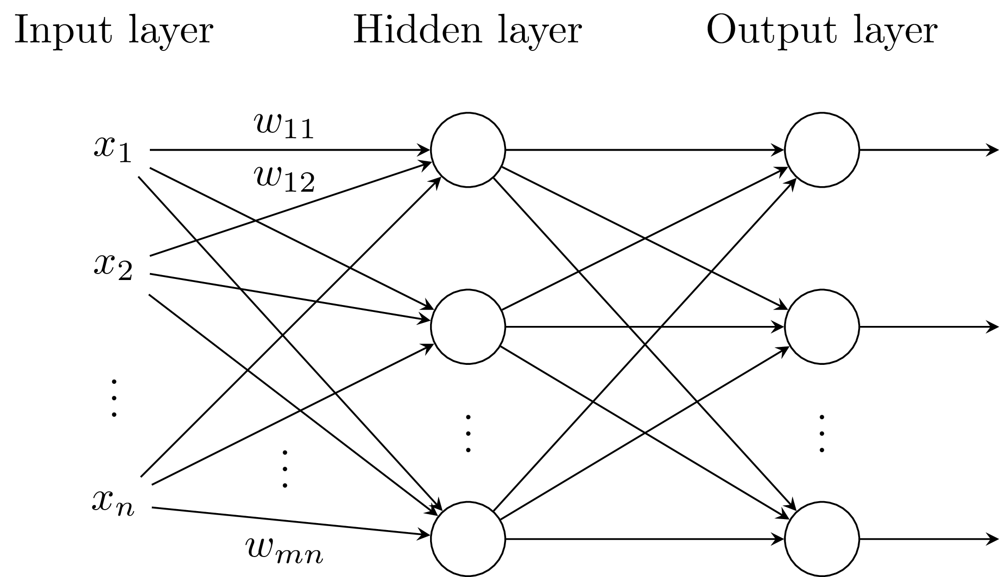 Input layer Hidden layer Output layer
w₁₁
x₁
w₁₂
x₂
⋮
⋮ ⋮
⋮
xₙ
wₘₙ